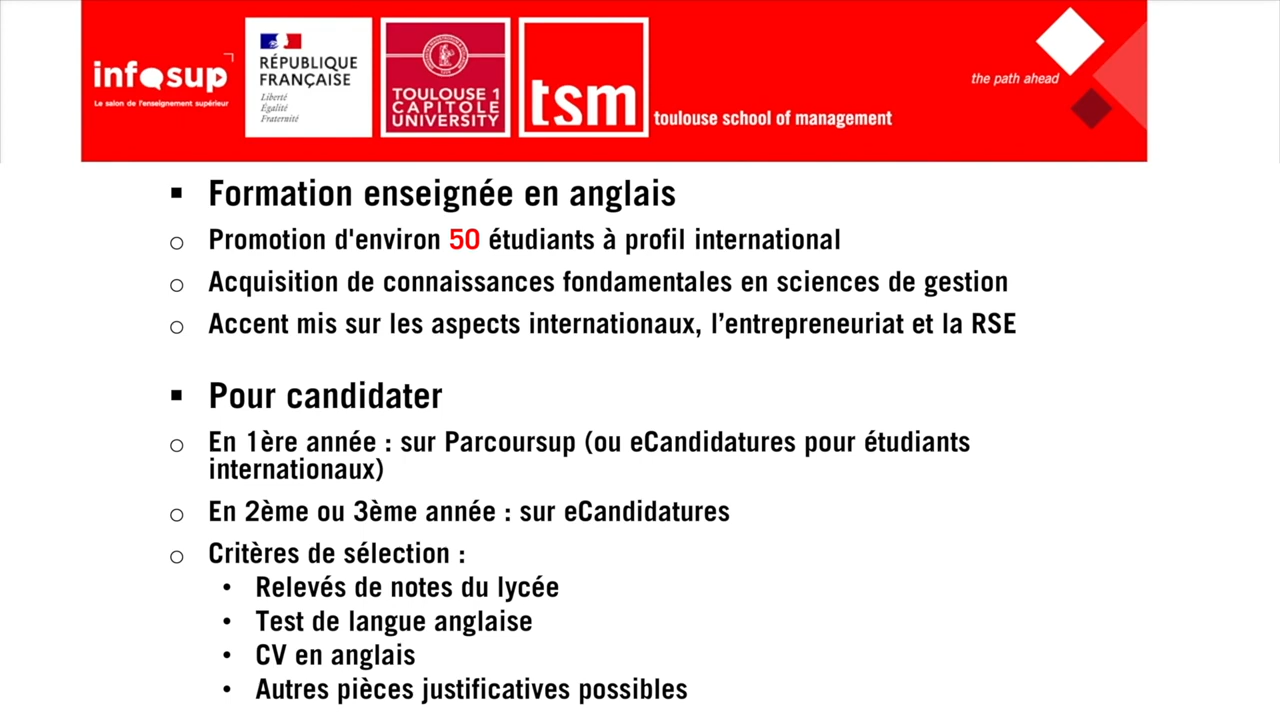 infosup
Le salon de l'enseignement supérieur
RÉPUBLIQUE
FRANÇAISE
Liberté
Égalité
Fraternité
TOULOUSE 1
CAPITOLE
UNIVERSITY
tsm
toulouse school of management
the path ahead
▪ Formation enseignée en anglais
o Promotion d'environ 50 étudiants à profil international
o Acquisition de connaissances fondamentales en sciences de gestion
o Accent mis sur les aspects internationaux, l’entrepreneuriat et la RSE
▪ Pour candidater
o En 1ère année : sur Parcoursup (ou eCandidatures pour étudiants
internationaux)
o En 2ème ou 3ème année : sur eCandidatures
o Critères de sélection :
• Relevés de notes du lycée
• Test de langue anglaise
• CV en anglais
• Autres pièces justificatives possibles